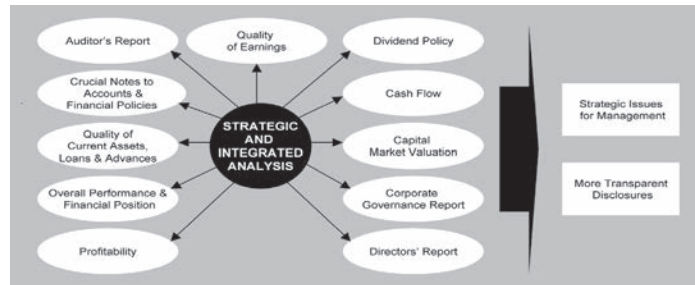 Auditor's Report
Quality
of Earnings
Dividend Policy
Crucial Notes to
Accounts &
Financial Policies
Cash Flow
Quality of
Current Assets,
Loans & Advances
STRATEGIC
AND
INTEGRATED
ANALYSIS
Capital
Market Valuation
Overall Performance &
Financial Position
Corporate
Governance Report
Profitability
Directors' Report
Strategic Issues
for Management
More Transparent
Disclosures